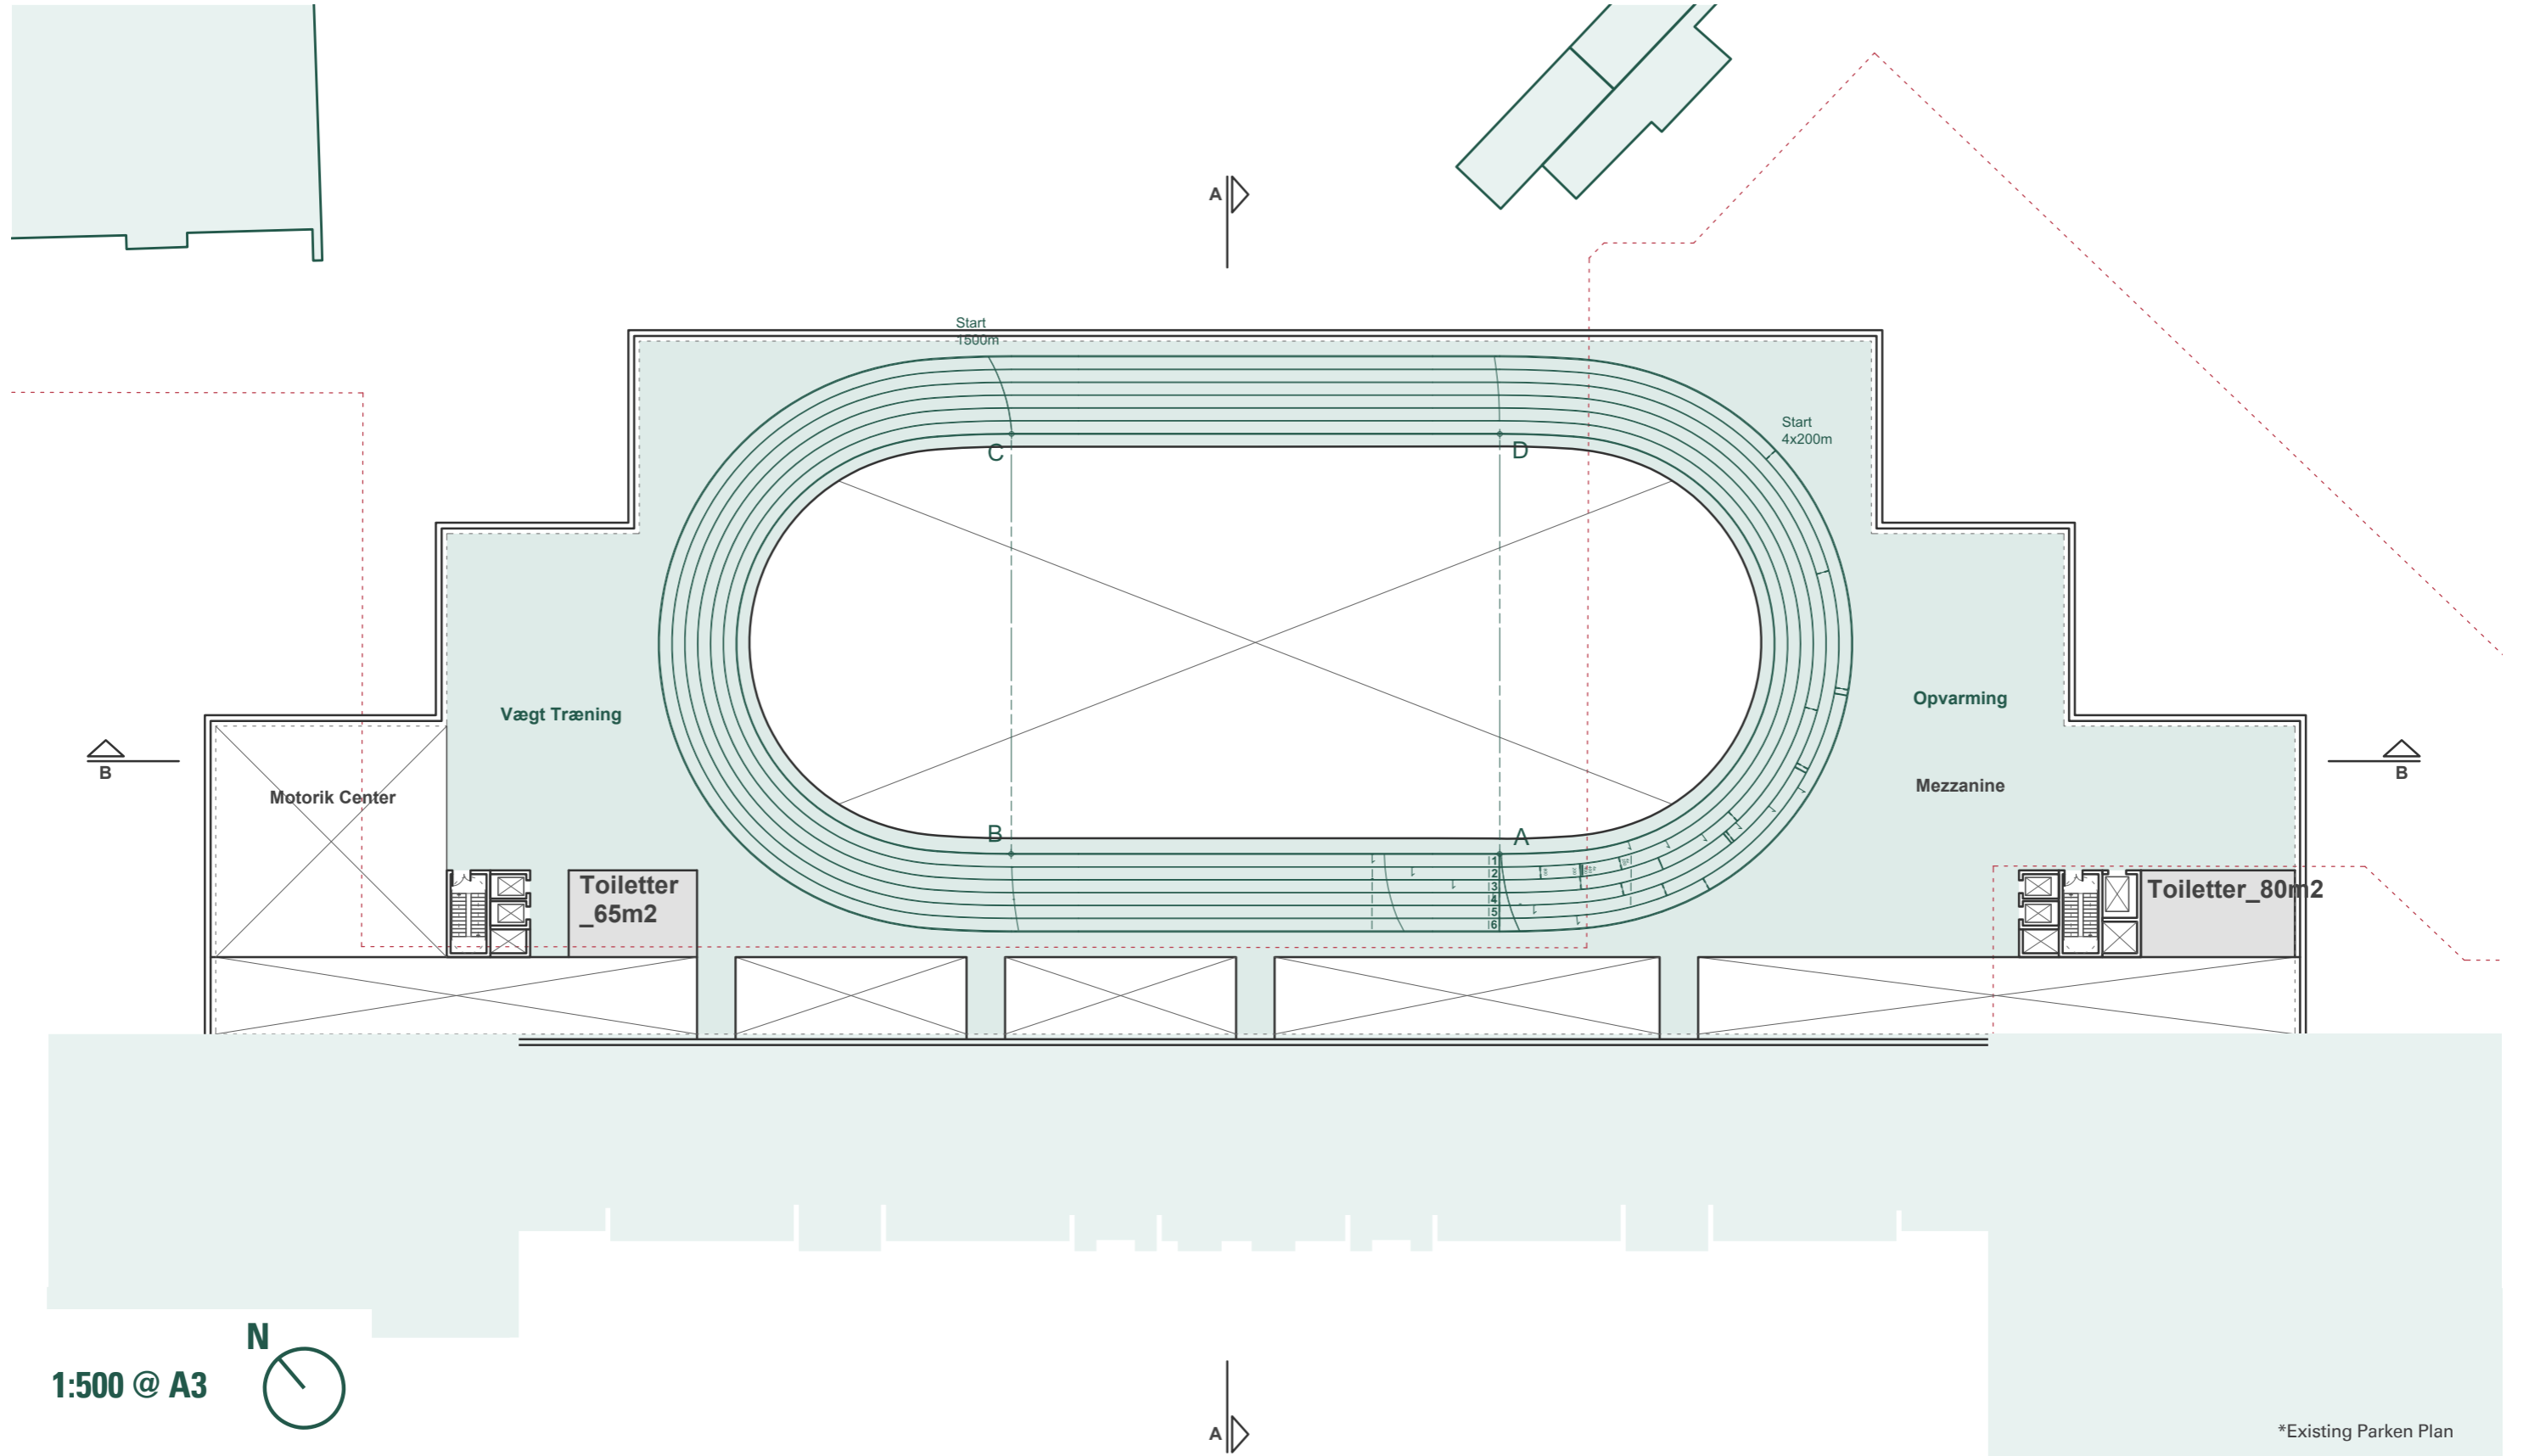 A
Start
1500m
Start
4x200m
C
D
Vægt Træning
Opvarming
B
B
Motorik Center
Mezzanine
B
A
1
2
3
4
5
6
Toiletter
_65m2
Toiletter_80m2
N
1:500 @ A3
A
*Existing Parken Plan